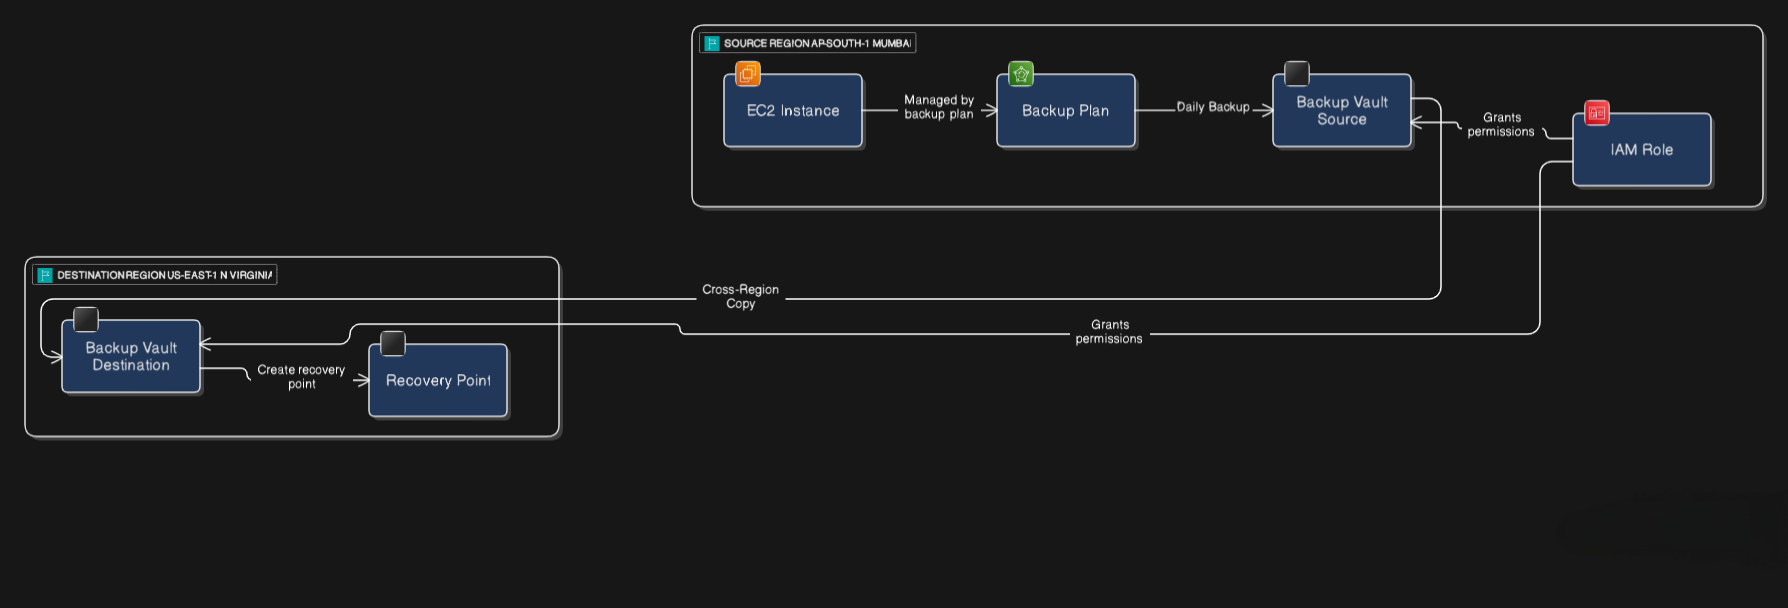 SOURCE REGION AP-SOUTH-1 MUMBAI
EC2 Instance
Managed by
backup plan
Backup Plan
Daily Backup
Backup Vault
Source
Grants
permissions
IAM Role
DESTINATION REGION US-EAST-1 N VIRGINIA
Cross-Region
Copy
Grants
permissions
Backup Vault
Destination
Create recovery
point
Recovery Point